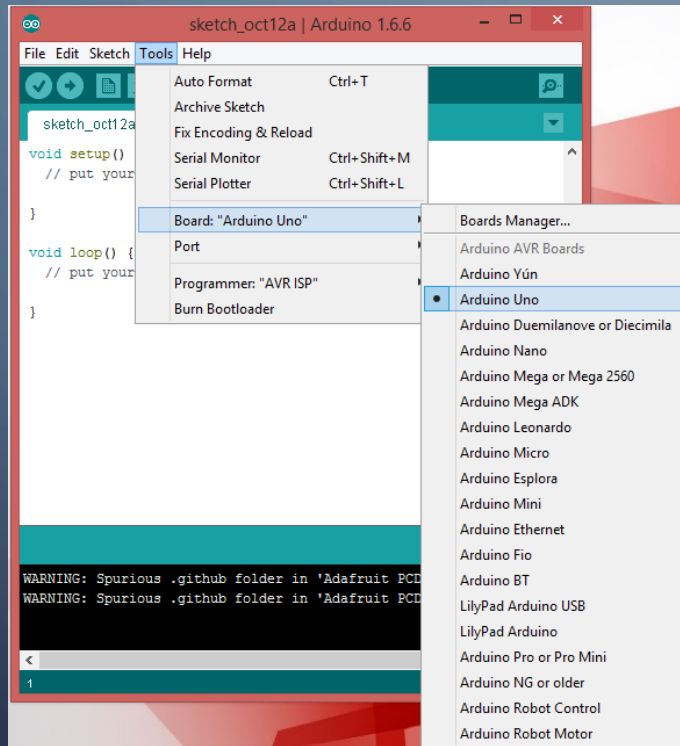 sketch_oct12a | Arduino 1.6.6
File Edit Sketch Tools Help
sketch_oct12a
void setup()
// put your
}
void loop() {
// put your
}
Auto Format Ctrl+T
Archive Sketch
Fix Encoding & Reload
Serial Monitor Ctrl+Shift+M
Serial Plotter Ctrl+Shift+L
Board: "Arduino Uno"
Port
Programmer: "AVR ISP"
Burn Bootloader
Boards Manager...
Arduino AVR Boards
Arduino Yún
Arduino Uno
Arduino Duemilanove or Diecimila
Arduino Nano
Arduino Mega or Mega 2560
Arduino Mega ADK
Arduino Leonardo
Arduino Micro
Arduino Esplora
Arduino Mini
Arduino Ethernet
Arduino Fio
Arduino BT
LilyPad Arduino USB
LilyPad Arduino
Arduino Pro or Pro Mini
Arduino NG or older
Arduino Robot Control
Arduino Robot Motor
WARNING: Spurious .github folder in 'Adafruit PCD
WARNING: Spurious .github folder in 'Adafruit PCD
1